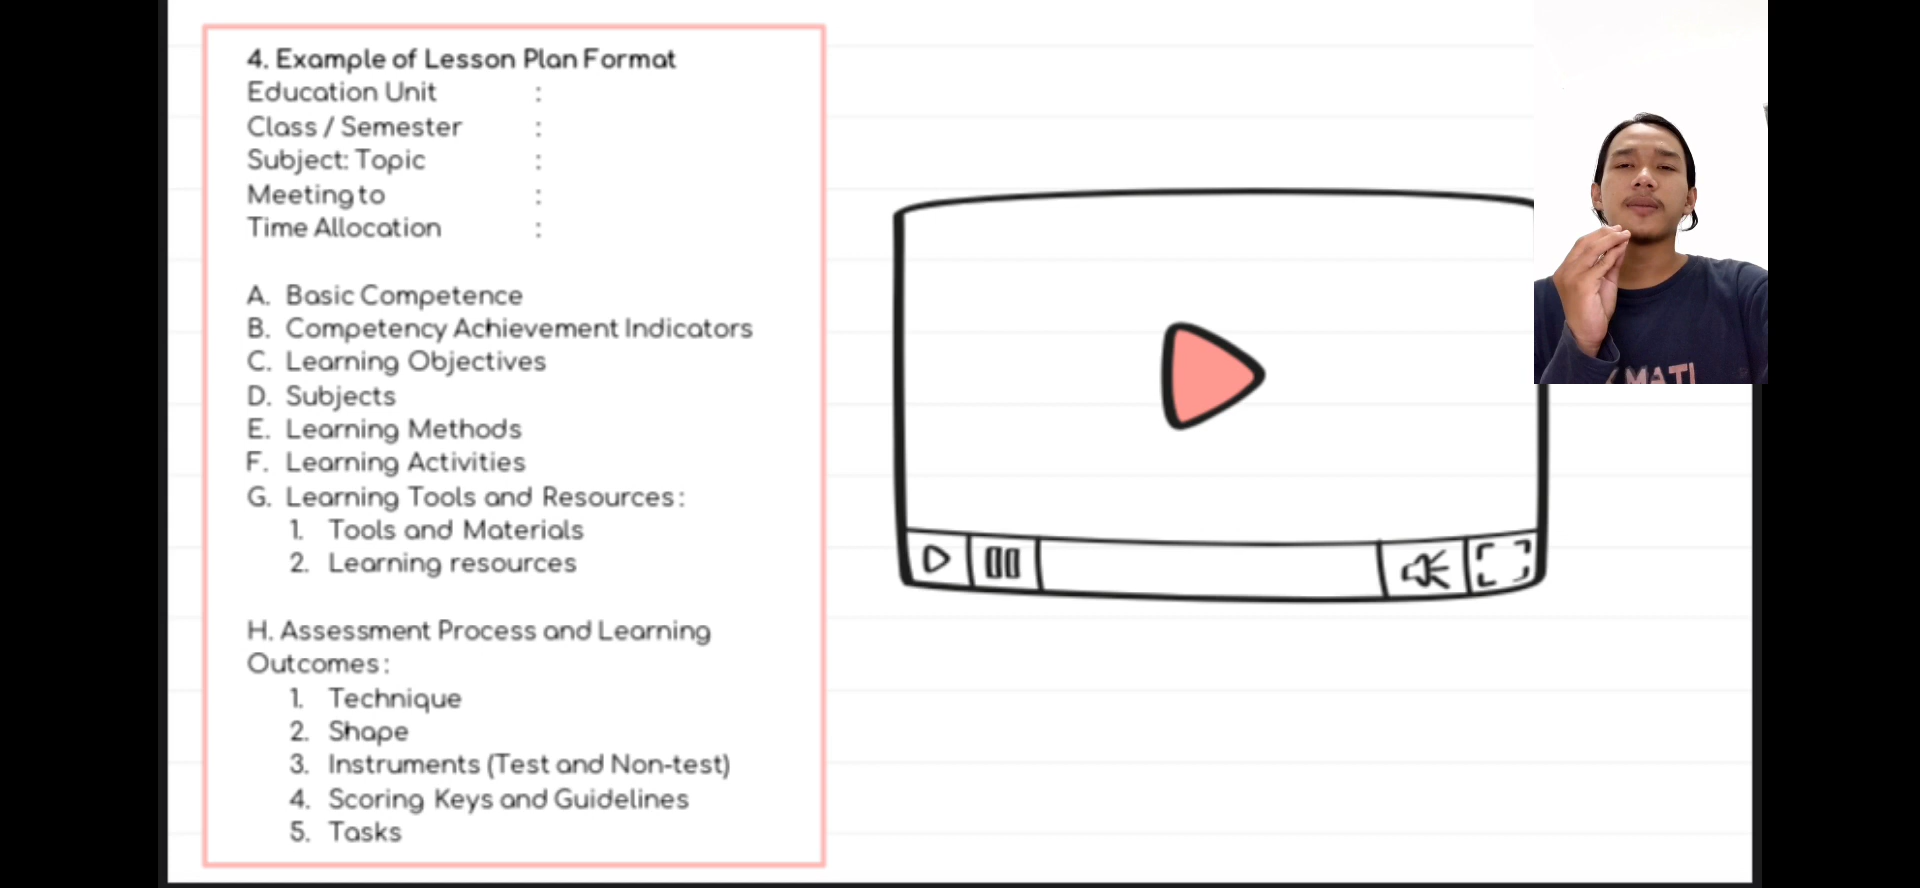 4. Example of Lesson Plan Format
Education Unit :
Class / Semester :
Subject: Topic :
Meeting to :
Time Allocation :
A. Basic Competence
B. Competency Achievement Indicators
C. Learning Objectives
D. Subjects
E. Learning Methods
F. Learning Activities
G. Learning Tools and Resources :
1. Tools and Materials
2. Learning resources
H. Assessment Process and Learning
Outcomes :
1. Technique
2. Shape
3. Instruments (Test and Non-test)
4. Scoring Keys and Guidelines
5. Tasks
MATI